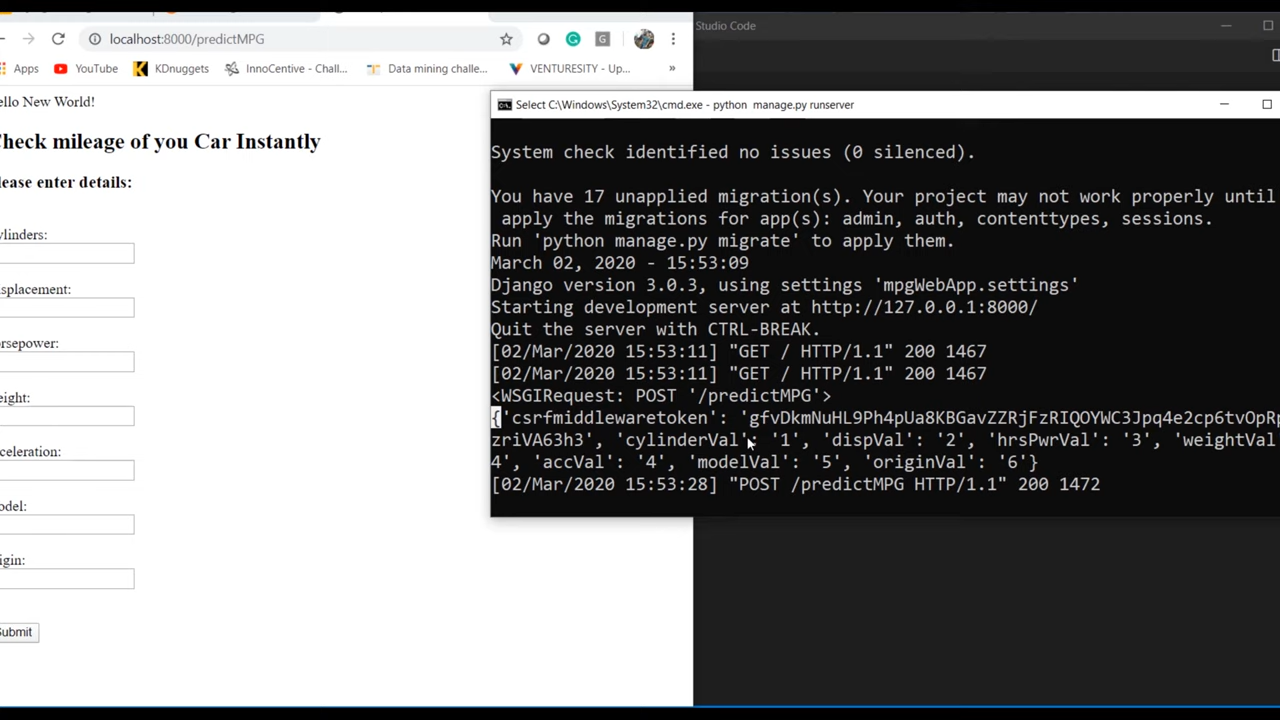 Studio Code
localhost:8000/predictMPG
Apps YouTube KDnuggets InnoCentive - Chall... Data mining challe... VENTURESITY - Up... »
ello New World!
heck mileage of you Car Instantly
ease enter details:
ylinders:
splacement:
orsepower:
eight:
cceleration:
odel:
igin:
Submit
Select C:\Windows\System32\cmd.exe - python  manage.py runserver
System check identified no issues (0 silenced).
You have 17 unapplied migration(s). Your project may not work properly until
apply the migrations for app(s): admin, auth, contenttypes, sessions.
Run 'python manage.py migrate' to apply them.
March 02, 2020 - 15:53:09
Django version 3.0.3, using settings 'mpgWebApp.settings'
Starting development server at http://127.0.0.1:8000/
Quit the server with CTRL-BREAK.
[02/Mar/2020 15:53:11] "GET / HTTP/1.1" 200 1467
[02/Mar/2020 15:53:11] "GET / HTTP/1.1" 200 1467
<WSGIRequest: POST '/predictMPG'>
{'csrfmiddlewaretoken': 'gfvDkmNuHL9Ph4pUa8KBGavZZRjFzRIQOYWC3Jpq4e2cp6tvOpRp
zriVA63h3', 'cylinderVal': '1', 'dispVal': '2', 'hrsPwrVal': '3', 'weightVal
4', 'accVal': '4', 'modelVal': '5', 'originVal': '6'}
[02/Mar/2020 15:53:28] "POST /predictMPG HTTP/1.1" 200 1472